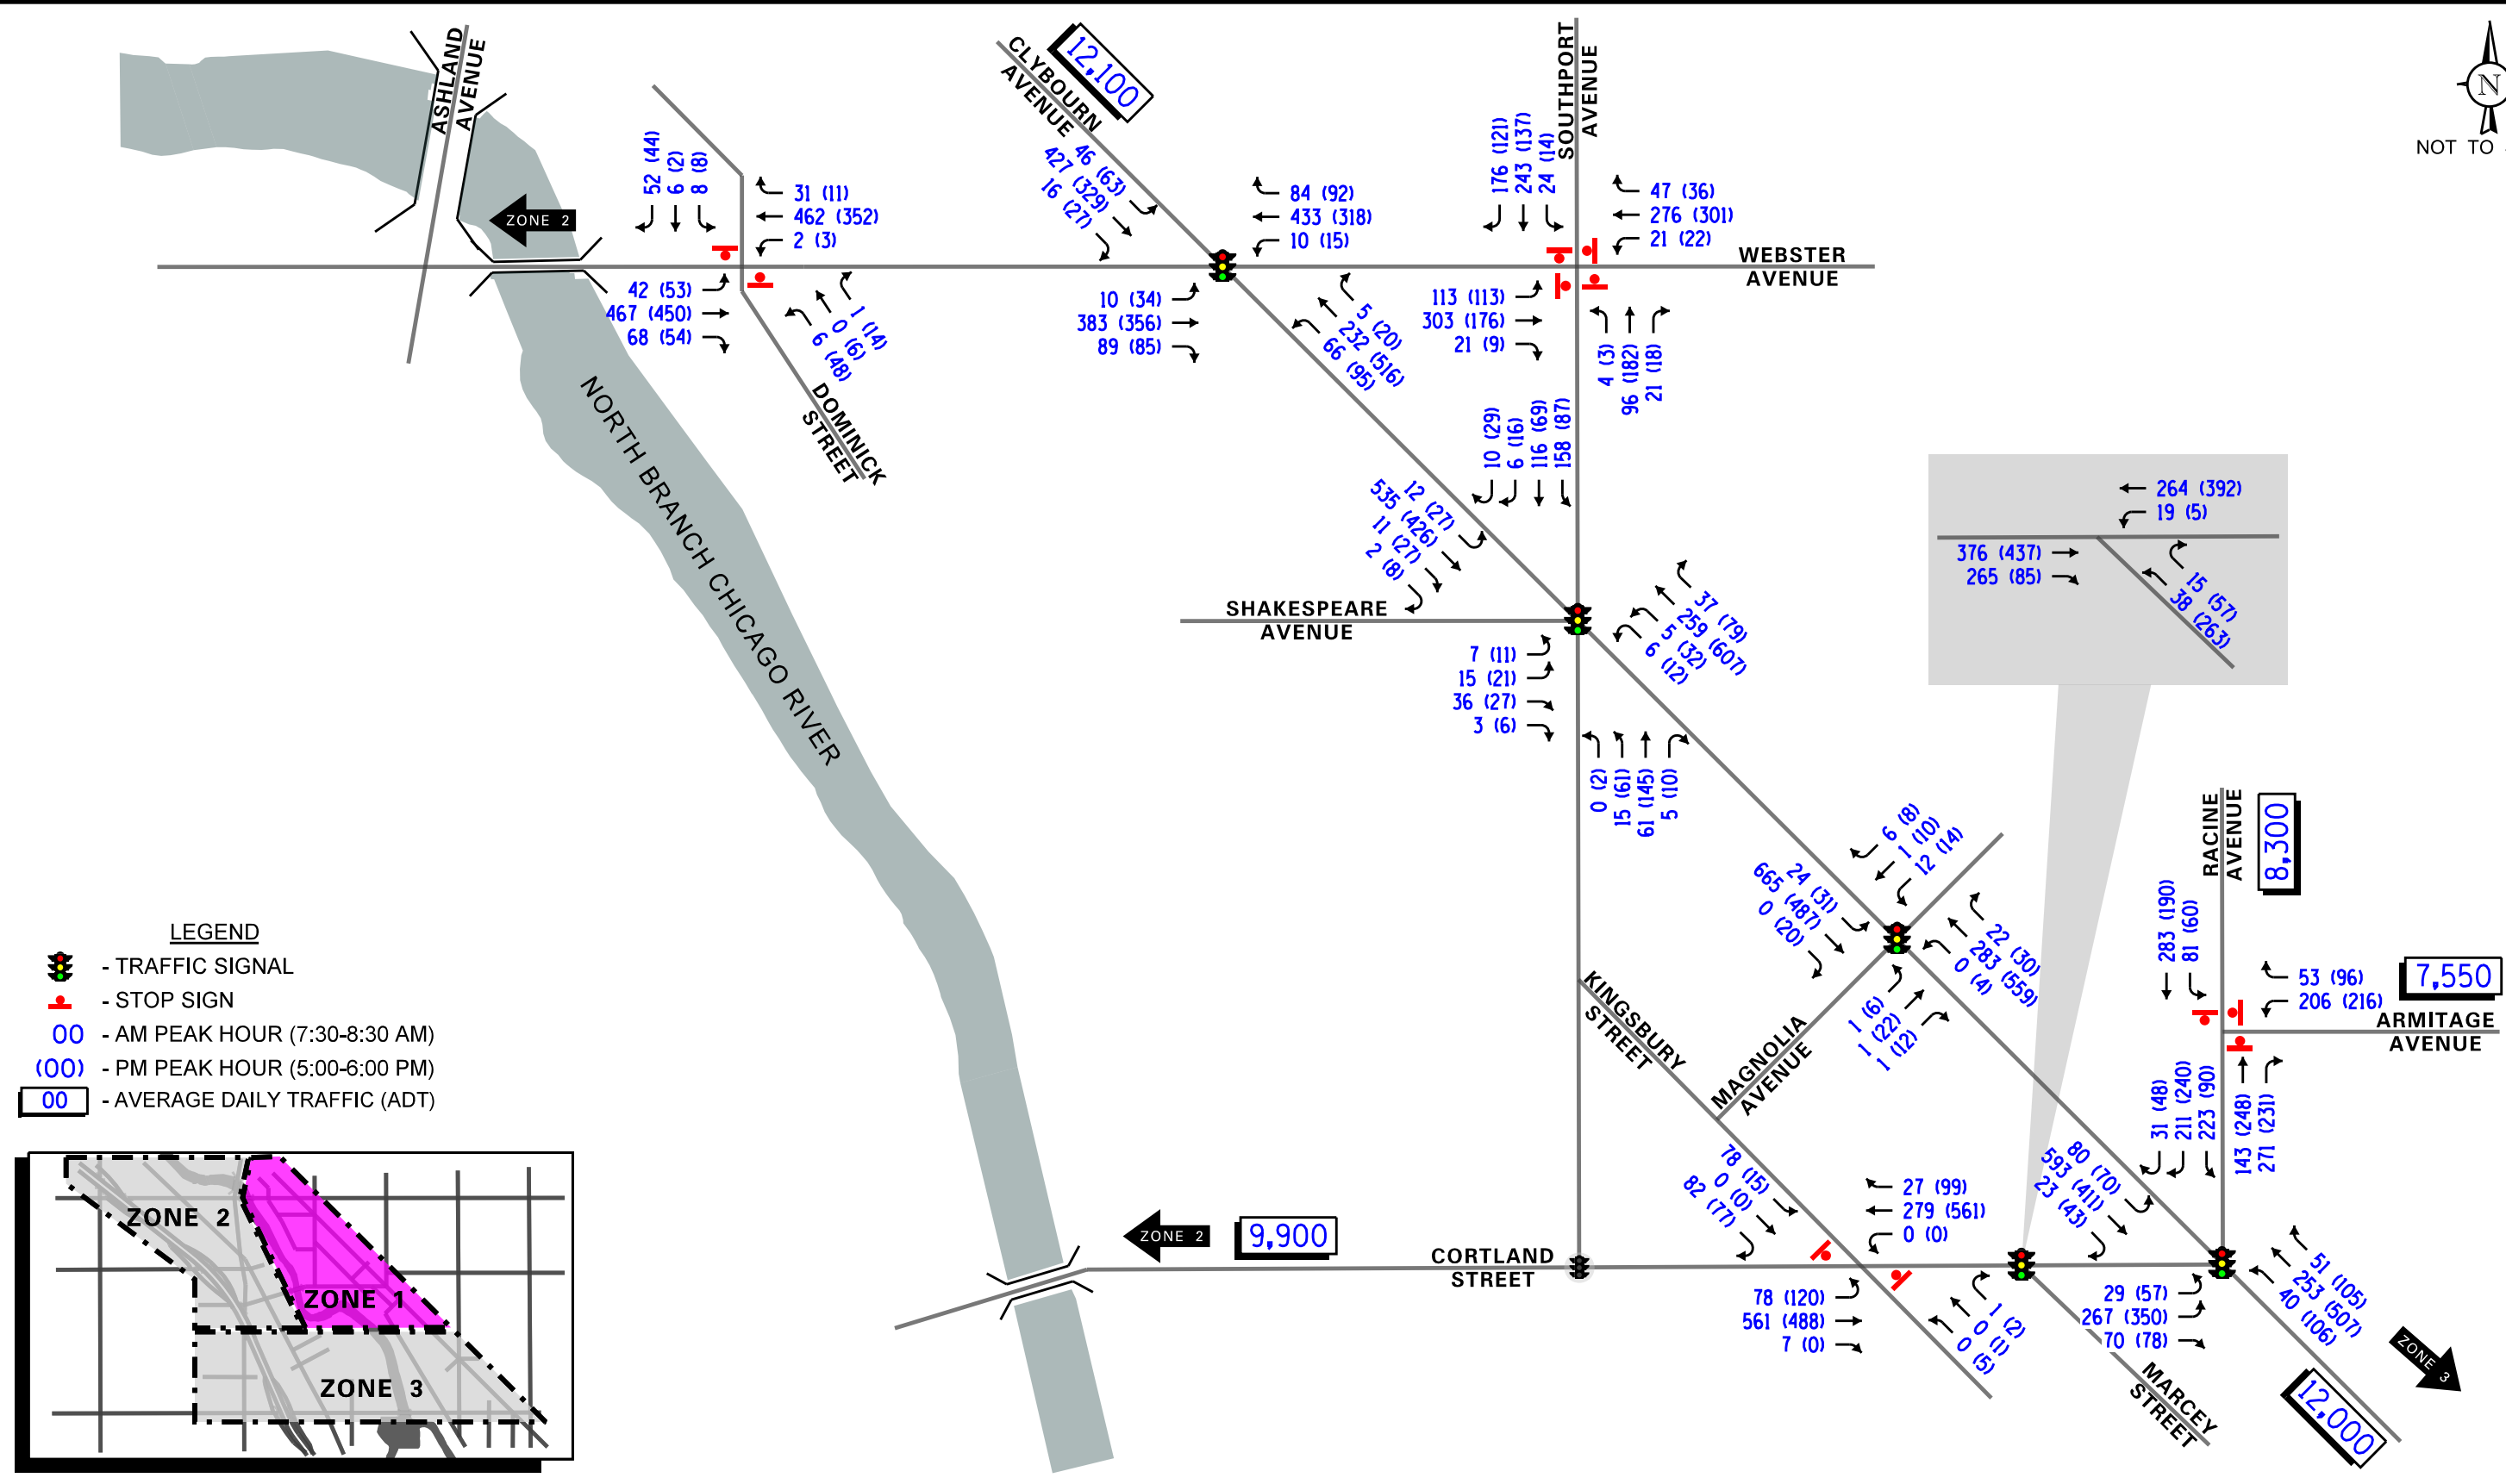 ASHLAND
AVENUE
ZONE 2
52 (44)
6 (2)
8 (8)
31 (11)
462 (352)
2 (3)
42 (53)
467 (450)
68 (54)
1 (14)
0 (6)
6 (48)
DOMINICK
STREET
NORTH BRANCH CHICAGO RIVER
CLYBOURN
AVENUE
12,100
46 (63)
427 (329)
16 (27)
84 (92)
433 (318)
10 (15)
10 (34)
383 (356)
89 (85)
5 (20)
232 (516)
66 (95)
SOUTHPORT
AVENUE
176 (121)
243 (137)
24 (14)
47 (36)
276 (301)
21 (22)
WEBSTER
AVENUE
113 (113)
303 (176)
21 (9)
4 (3)
96 (182)
21 (18)
N
NOT TO
10 (29)
6 (16)
116 (69)
158 (87)
12 (27)
535 (426)
11 (27)
2 (8)
SHAKESPEARE
AVENUE
37 (79)
259 (607)
5 (32)
6 (12)
7 (11)
15 (21)
36 (27)
3 (6)
0 (2)
15 (61)
61 (145)
5 (10)
264 (392)
19 (5)
376 (437)
265 (85)
15 (57)
38 (263)
6 (8)
1 (10)
12 (14)
24 (31)
665 (487)
0 (20)
22 (30)
283 (559)
0 (4)
1 (6)
1 (22)
1 (12)
KINGSBURY
STREET
MAGNOLIA
AVENUE
RACINE
AVENUE
8,300
283 (190)
81 (60)
53 (96)
206 (216)
7,550
ARMITAGE
AVENUE
31 (48)
211 (240)
223 (90)
143 (248)
271 (231)
80 (70)
593 (411)
23 (43)
78 (15)
0 (0)
82 (77)
27 (99)
279 (561)
0 (0)
ZONE 2
9,900
CORTLAND
STREET
78 (120)
561 (488)
7 (0)
1 (2)
0 (1)
0 (5)
29 (57)
267 (350)
70 (78)
51 (105)
253 (507)
40 (106)
MARCEY
STREET
12,000
ZONE 3
LEGEND
- TRAFFIC SIGNAL
- STOP SIGN
00 - AM PEAK HOUR (7:30-8:30 AM)
(00) - PM PEAK HOUR (5:00-6:00 PM)
00 - AVERAGE DAILY TRAFFIC (ADT)
ZONE 2
ZONE 1
ZONE 3